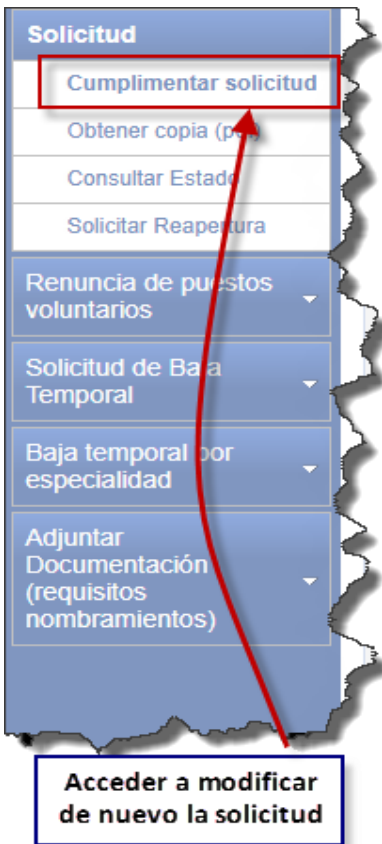 Solicitud
Cumplimentar solicitud
Obtener copia (pdf)
Consultar Estado
Solicitar Reapertura
Renuncia de puestos
voluntarios
Solicitud de Baja
Temporal
Baja temporal por
especialidad
Adjuntar
Documentación
(requisitos
nombramientos)
Acceder a modificar
de nuevo la solicitud